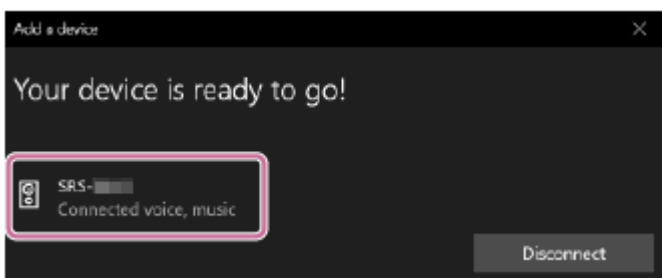 Add a device
Your device is ready to go!
SRS-
Connected voice, music
Disconnect